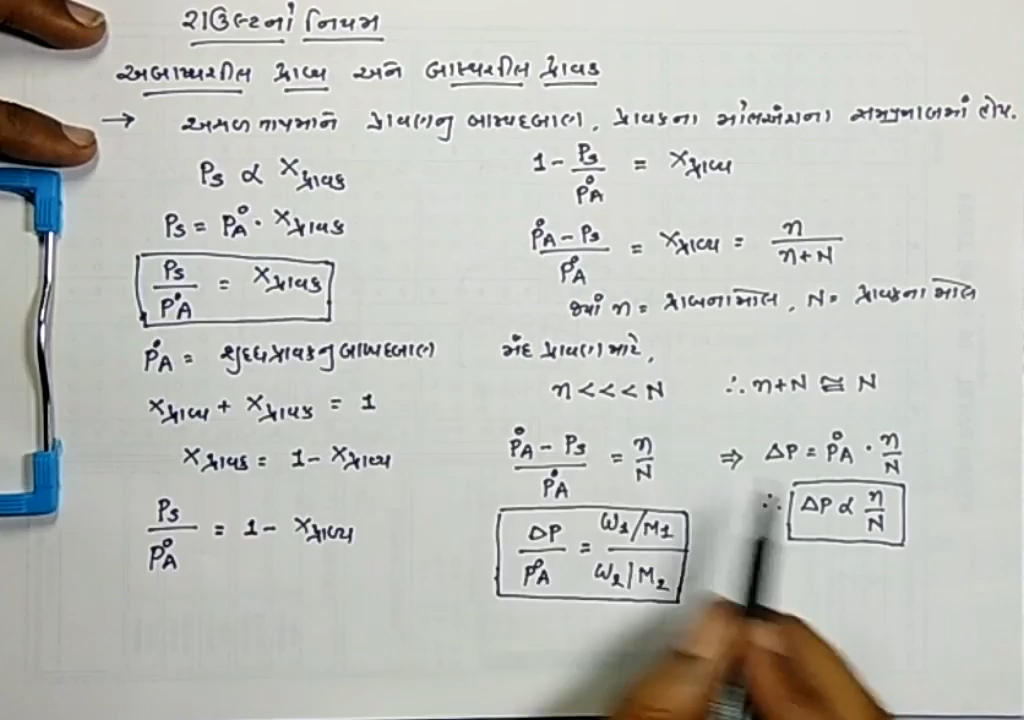 રાઉલ્ટનાં નિયમ
અબાષ્પશીલ દ્રાવ્ય અને બાષ્પશીલ દ્રાવક
→ અચળ તાપમાને દ્રાવણનુ બાષ્પદબાણ, દ્રાવકના મોલઅંશના સમપ્રમાણમાં હોય.
Ps ∝ X દ્રાવક
Ps = P°A · X દ્રાવક
Ps / P°A = X દ્રાવક
P°A = શુદ્ધ દ્રાવકનુ બાષ્પદબાણ
X દ્રાવ્ય + X દ્રાવક = 1
X દ્રાવક = 1 - X દ્રાવ્ય
Ps / P°A = 1 - X દ્રાવ્ય
1 - Ps / P°A = X દ્રાવ્ય
P°A - Ps / P°A = X દ્રાવ્ય = n / n+N
જ્યાં n = દ્રાવ્યના મોલ, N = દ્રાવકના મોલ
મંદ દ્રાવણ માટે,
n <<< N ∴ n+N ≅ N
P°A - Ps / P°A = n / N ⇒ ΔP = P°A · n / N
∴ ΔP ∝ n / N
ΔP / P°A = W1/M1 / W2/M2